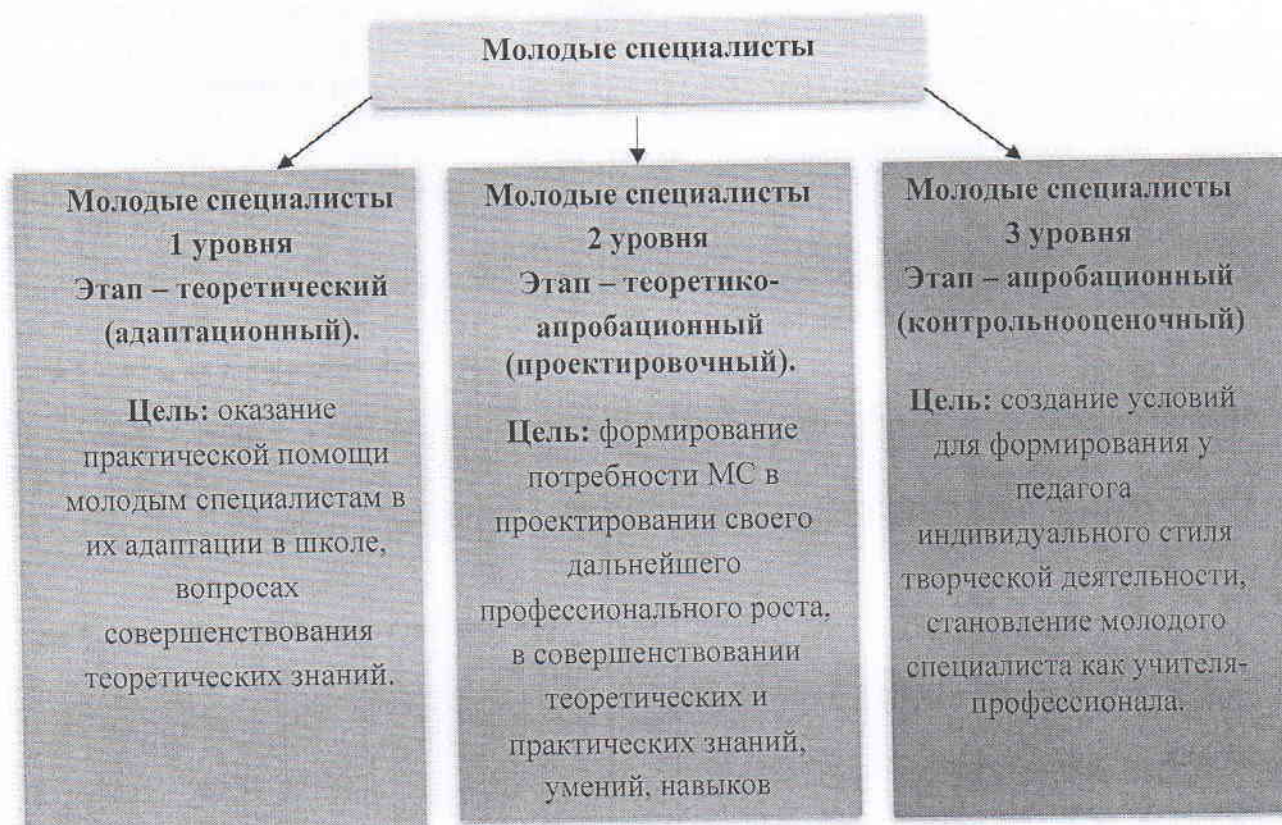 Молодые специалисты
Молодые специалисты
1 уровня
Этап – теоретический
(адаптационный).
Цель: оказание
практической помощи
молодым специалистам в
их адаптации в школе,
вопросах
совершенствования
теоретических знаний.
Молодые специалисты
2 уровня
Этап – теоретико-
апробационный
(проектировочный).
Цель: формирование
потребности МС в
проектировании своего
дальнейшего
профессионального роста,
в совершенствовании
теоретических и
практических знаний,
умений, навыков
Молодые специалисты
3 уровня
Этап – апробационный
(контрольнооценочный)
Цель: создание условий
для формирования у
педагога
индивидуального стиля
творческой деятельности,
становление молодого
специалиста как учителя-
профессионала.